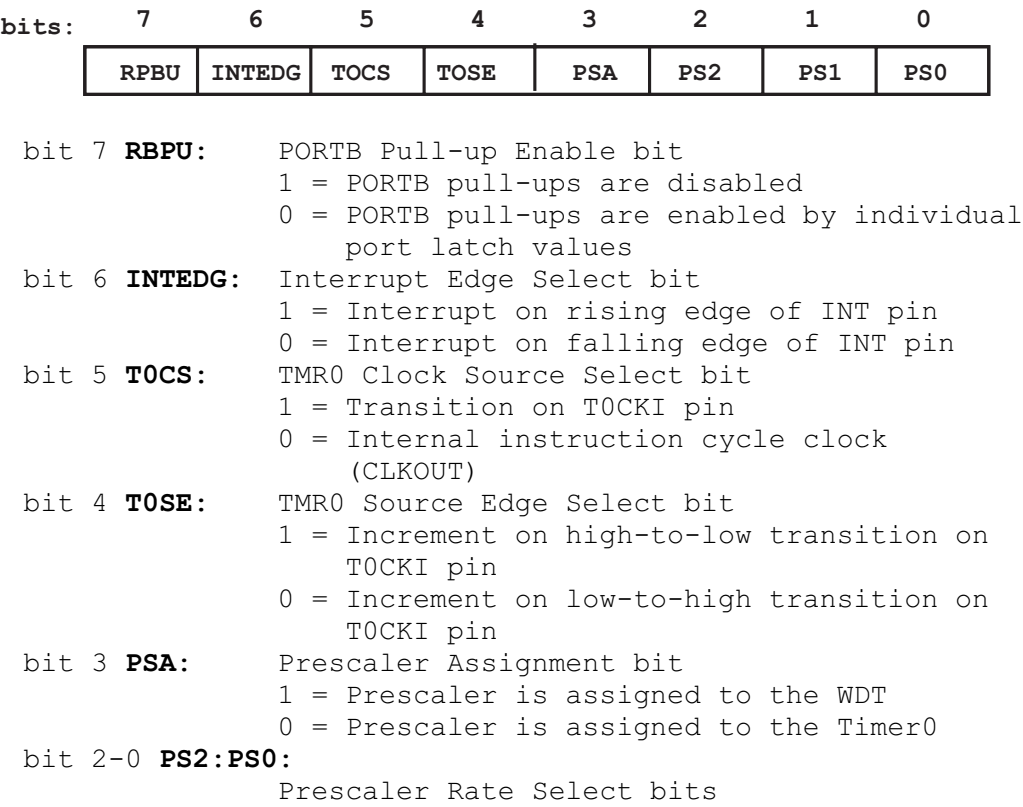 bits: 7 6 5 4 3 2 1 0
RPBU INTEDG TOCS TOSE PSA PS2 PS1 PS0
bit 7 RBPU: PORTB Pull-up Enable bit
1 = PORTB pull-ups are disabled
0 = PORTB pull-ups are enabled by individual
port latch values
bit 6 INTEDG: Interrupt Edge Select bit
1 = Interrupt on rising edge of INT pin
0 = Interrupt on falling edge of INT pin
bit 5 T0CS: TMR0 Clock Source Select bit
1 = Transition on T0CKI pin
0 = Internal instruction cycle clock
(CLKOUT)
bit 4 T0SE: TMR0 Source Edge Select bit
1 = Increment on high-to-low transition on
T0CKI pin
0 = Increment on low-to-high transition on
T0CKI pin
bit 3 PSA: Prescaler Assignment bit
1 = Prescaler is assigned to the WDT
0 = Prescaler is assigned to the Timer0
bit 2-0 PS2:PS0:
Prescaler Rate Select bits